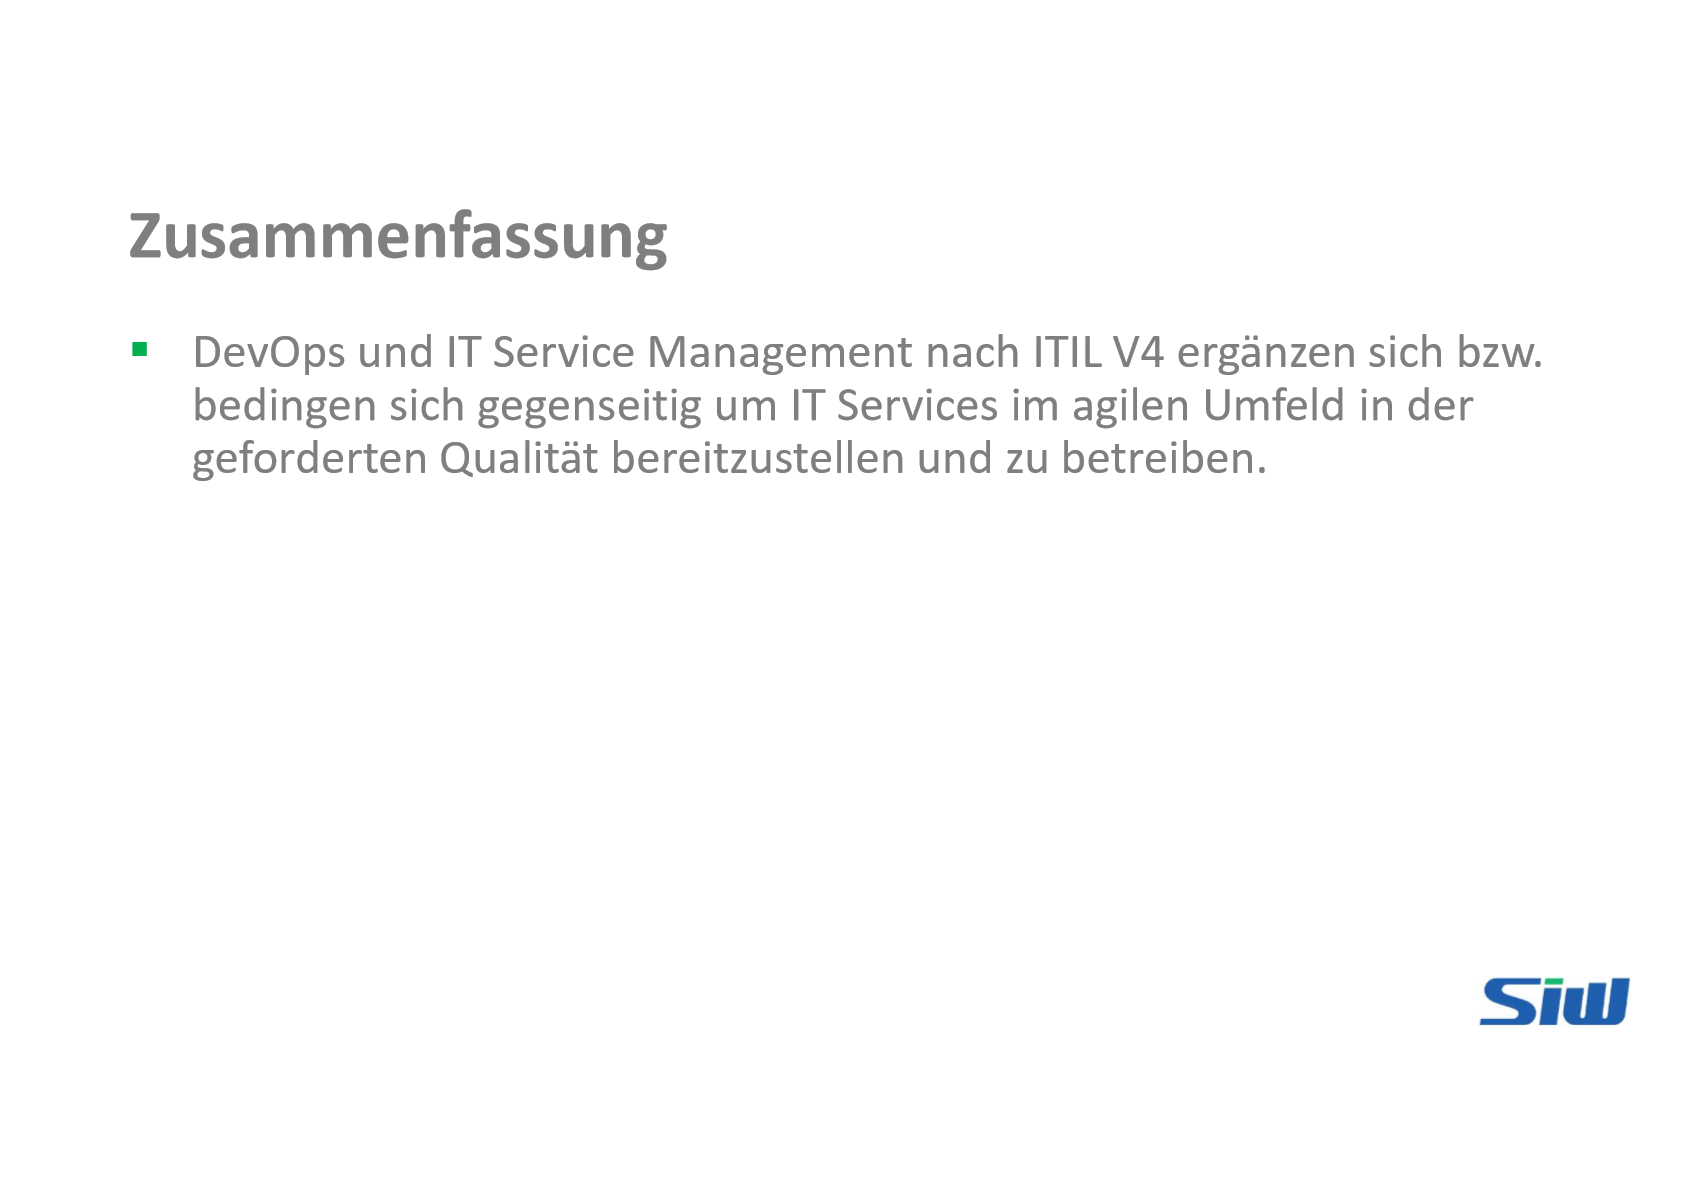 Zusammenfassung
▪ DevOps und IT Service Management nach ITIL V4 ergänzen sich bzw.
bedingen sich gegenseitig um IT Services im agilen Umfeld in der
geforderten Qualität bereitzustellen und zu betreiben.
Siw